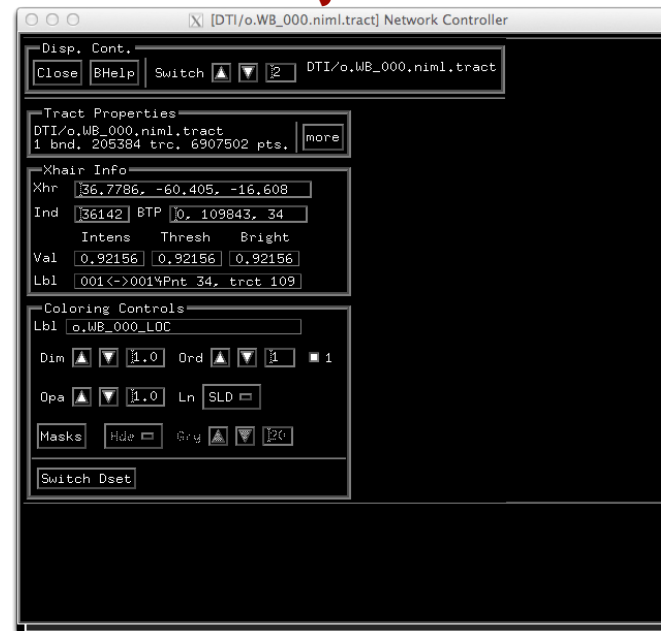 [DTI/o.WB_000.niml.tract] Network Controller
Disp. Cont.
Close BHelp Switch 2 DTI/o.WB_000.niml.tract
Tract Properties
DTI/o.WB_000.niml.tract
1 bnd. 205384 trc. 6907502 pts. more
Xhair Info
Xhr 36.7786, -60.405, -16.608
Ind 36142 BTP 0, 109843, 34
Intens Thresh Bright
Val 0.92156 0.92156 0.92156
Lbl 001<->001%Pnt 34, trct 109
Coloring Controls
Lbl o.WB_000_LOC
Dim 1.0 Ord 1 1
Opa 1.0 Ln SLD
Masks Hde Gry 20
Switch Dset